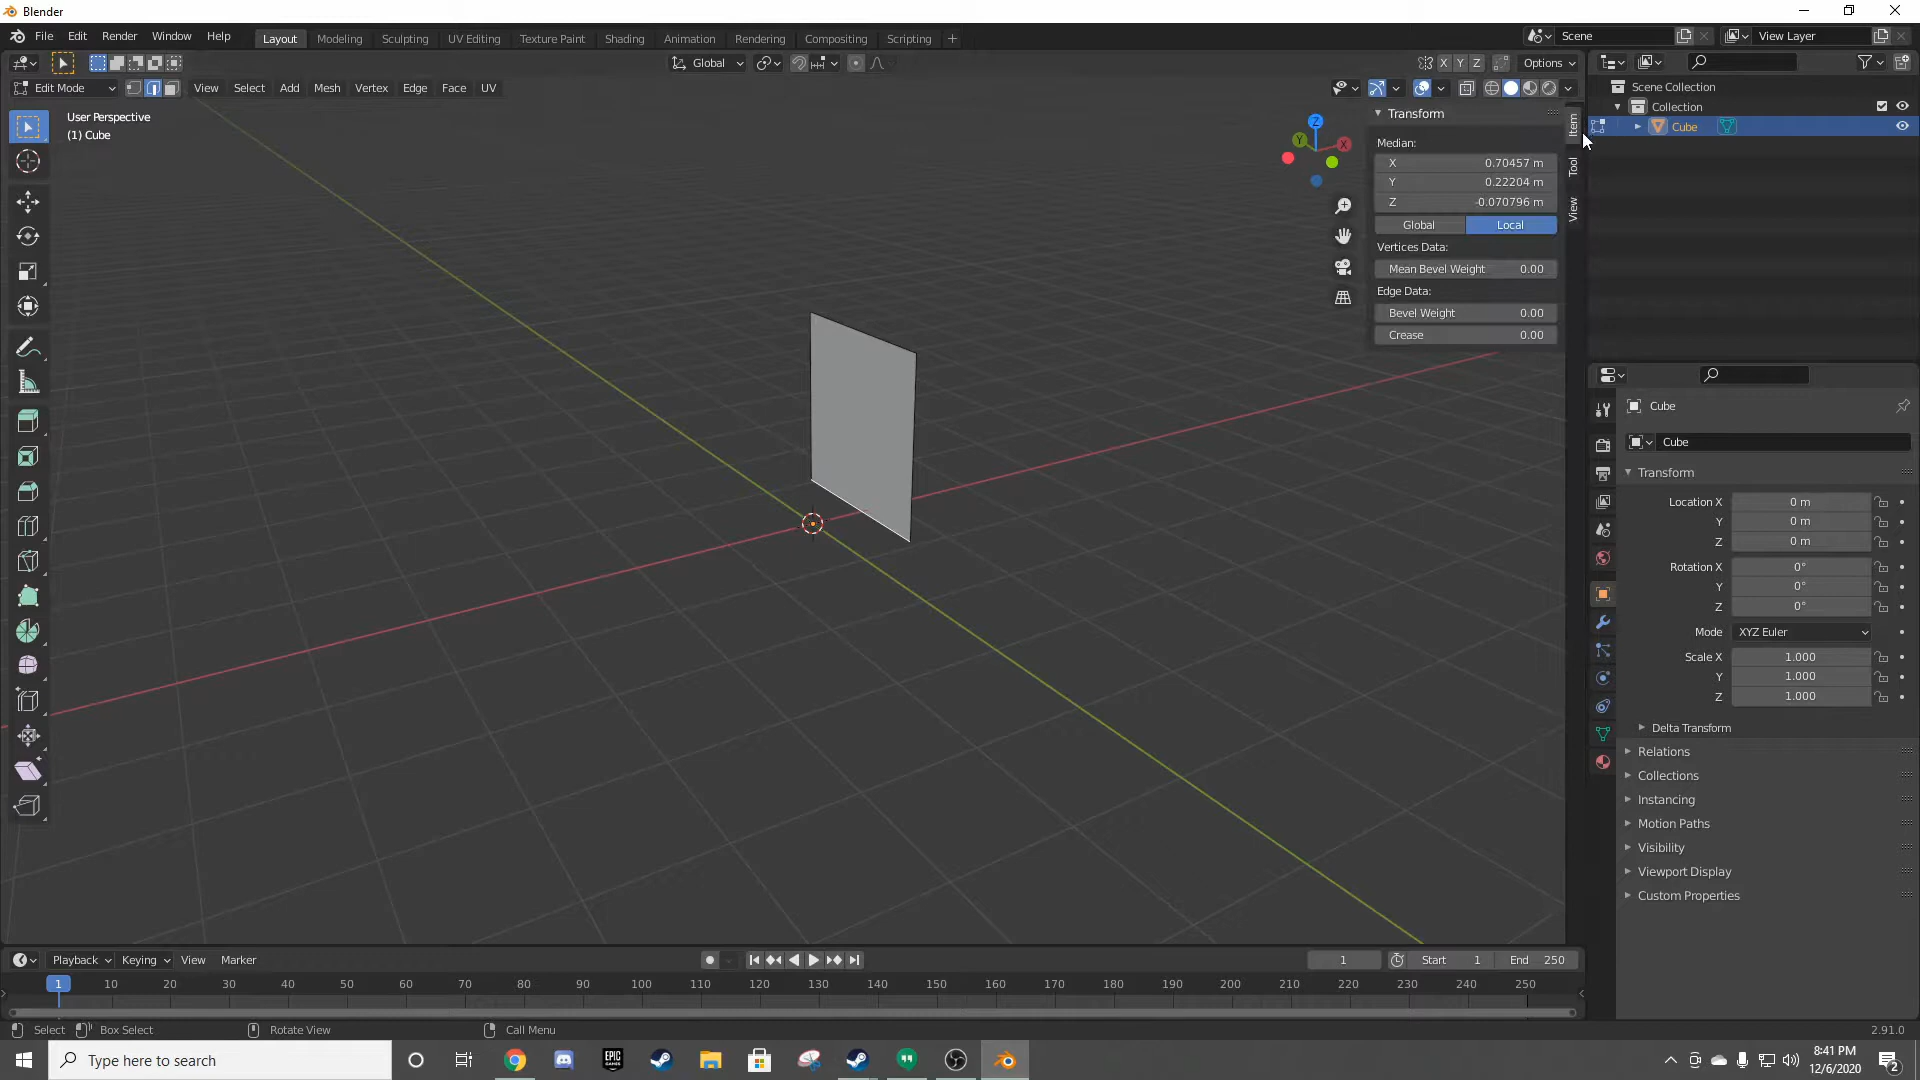 Blender
File Edit Render Window Help
Layout Modeling Sculpting UV Editing Texture Paint Shading Animation Rendering Compositing Scripting +
Scene
View Layer
Global
X Y Z
Options
Edit Mode
View Select Add Mesh Vertex Edge Face UV
User Perspective
(1) Cube
Z
Y
X
Transform
Median:
X 0.70457 m
Y 0.22204 m
Z -0.070796 m
Global Local
Vertices Data:
Mean Bevel Weight 0.00
Edge Data:
Bevel Weight 0.00
Crease 0.00
Item
Tool
View
Scene Collection
Collection
Cube
Cube
Cube
Transform
Location X 0 m
Y 0 m
Z 0 m
Rotation X 0°
Y 0°
Z 0°
Mode XYZ Euler
Scale X 1.000
Y 1.000
Z 1.000
Delta Transform
Relations
Collections
Instancing
Motion Paths
Visibility
Viewport Display
Custom Properties
Playback Keying View Marker
1
Start 1
End 250
1 10 20 30 40 50 60 70 80 90 100 110 120 130 140 150 160 170 180 190 200 210 220 230 240 250
Select Box Select Rotate View Call Menu
2.91.0
Type here to search
EPIC GAMES
8:41 PM
12/6/2020
2